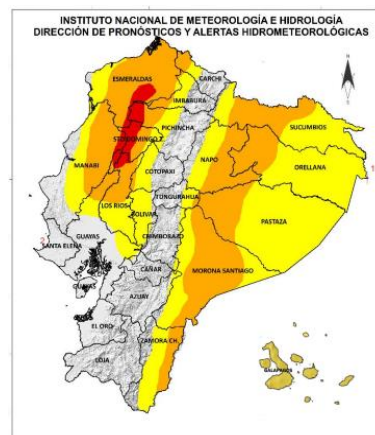 INSTITUTO NACIONAL DE METEOROLOGÍA E HIDROLOGÍA
DIRECCIÓN DE PRONÓSTICOS Y ALERTAS HIDROMETEOROLÓGICAS
N
ESMERALDAS
CARCHI
IMBABURA
SUCUMBIOS
PICHINCHA
MANABI
NAPO
ORELLANA
COTOPAXI
TUNGURAHUA
LOS RIOS
BOLIVAR
PASTAZA
GUAYAS
SANTA ELENA
CHIMBORAZO
MORONA SANTIAGO
CAÑAR
GUAYAS
AZUAY
EL ORO
ZAMORA CH.
LOJA
GALAPAGOS